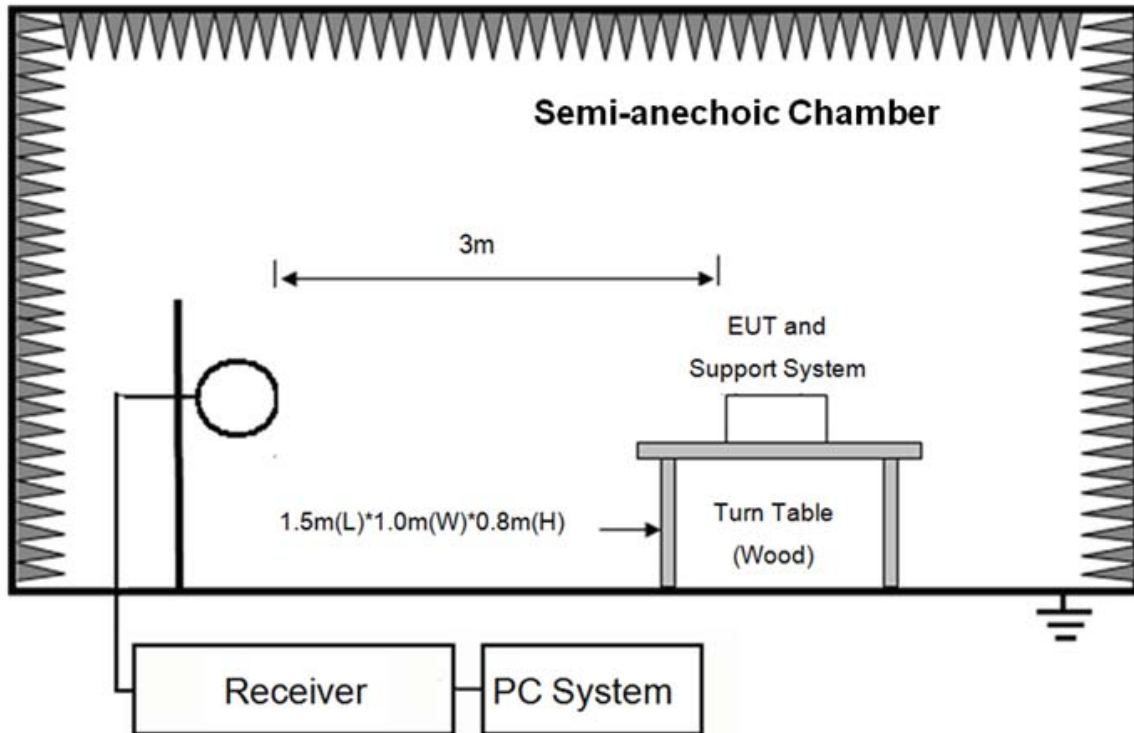 Semi-anechoic Chamber
3m
EUT and
Support System
1.5m(L)*1.0m(W)*0.8m(H)
Turn Table
(Wood)
Receiver
PC System